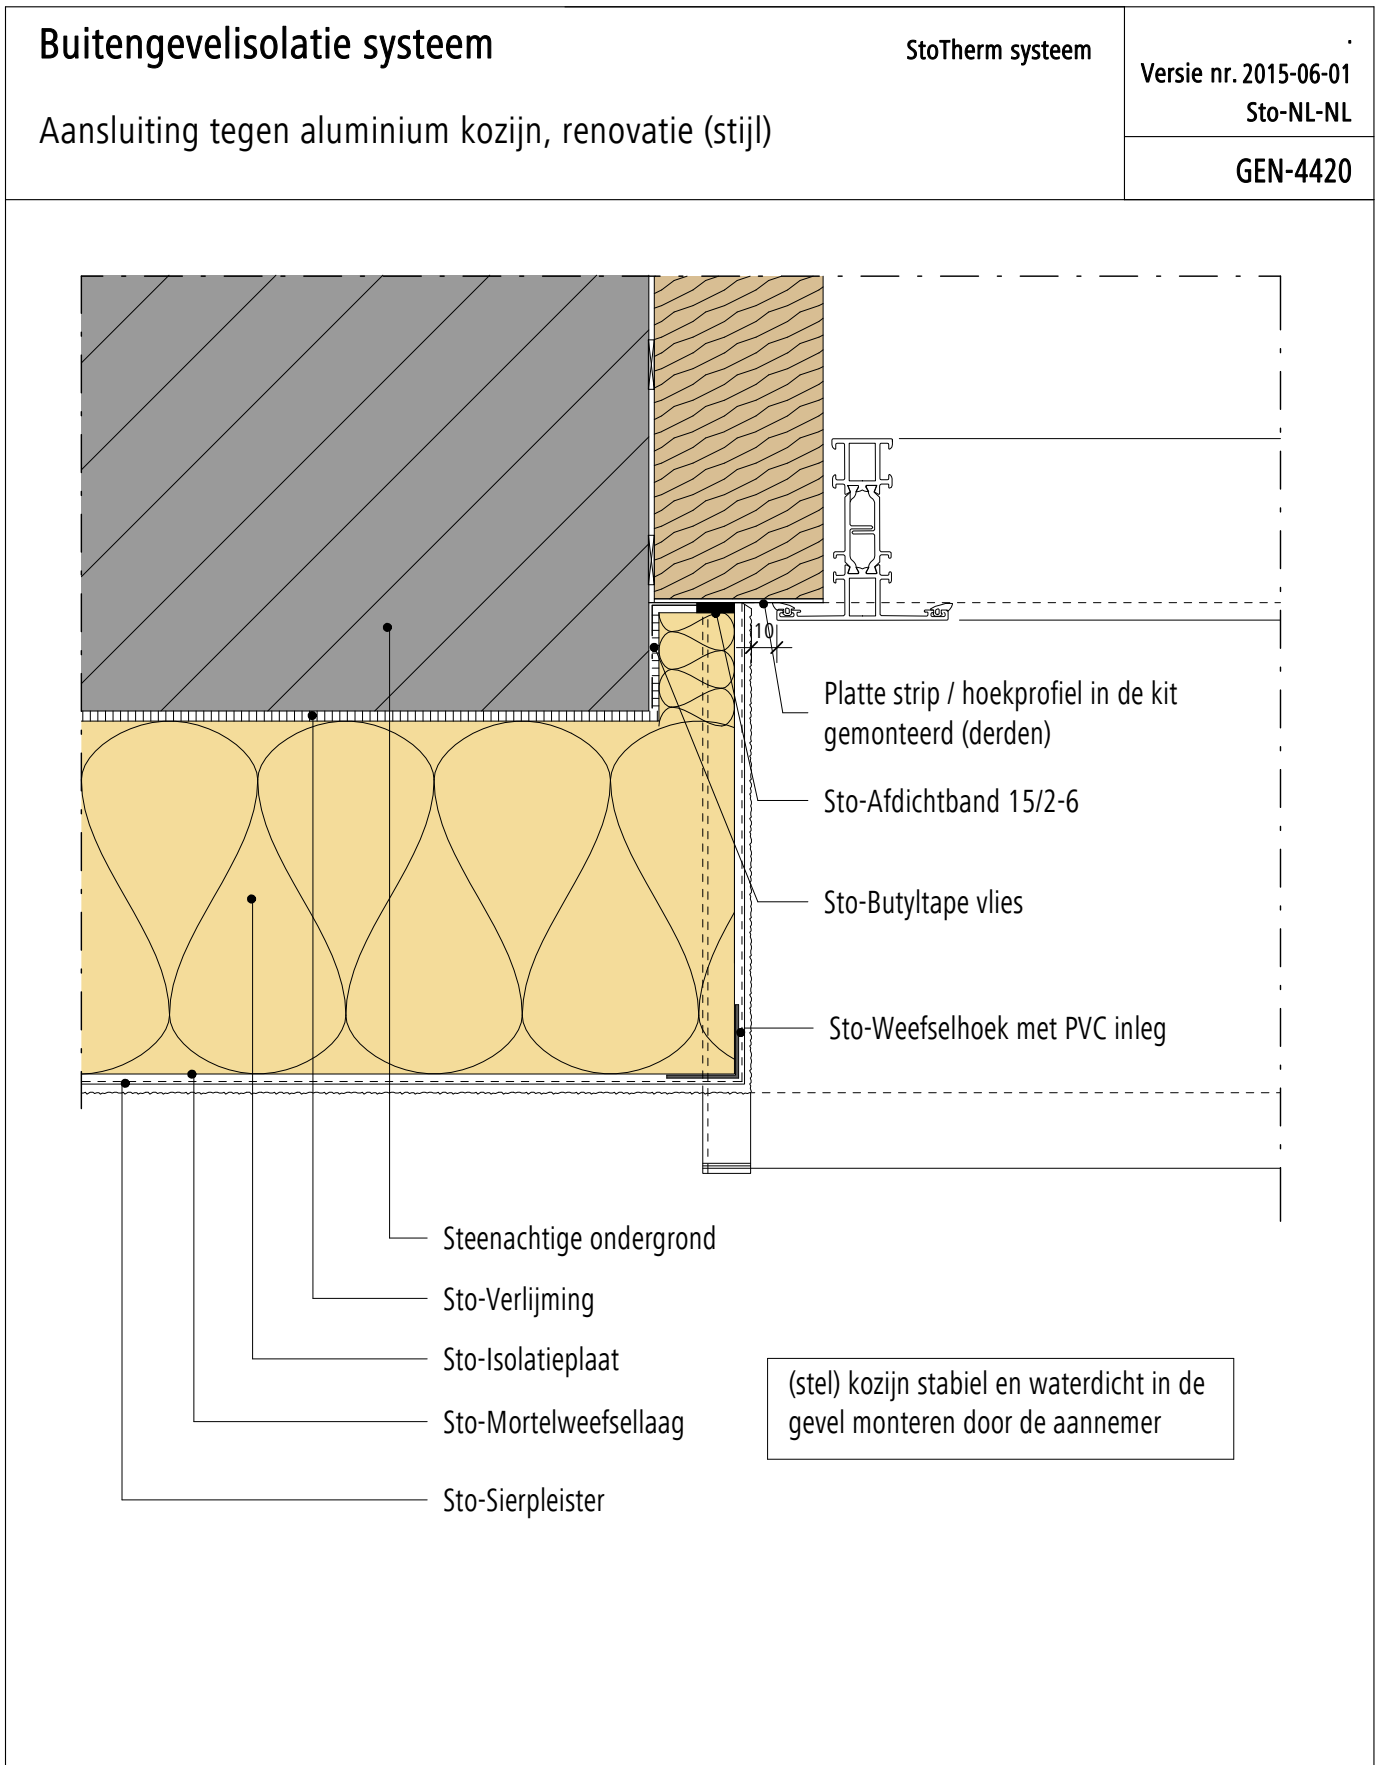 Buitengevelisolatie systeem
StoTherm systeem
.
Versie nr. 2015-06-01
Sto-NL-NL
Aansluiting tegen aluminium kozijn, renovatie (stijl)
GEN-4420
10
Platte strip / hoekprofiel in de kit
gemonteerd (derden)
Sto-Afdichtband 15/2-6
Sto-Butyltape vlies
Sto-Weefselhoek met PVC inleg
Steenachtige ondergrond
Sto-Verlijming
Sto-Isolatieplaat
Sto-Mortelweefsellaag
Sto-Sierpleister
(stel) kozijn stabiel en waterdicht in de
gevel monteren door de aannemer